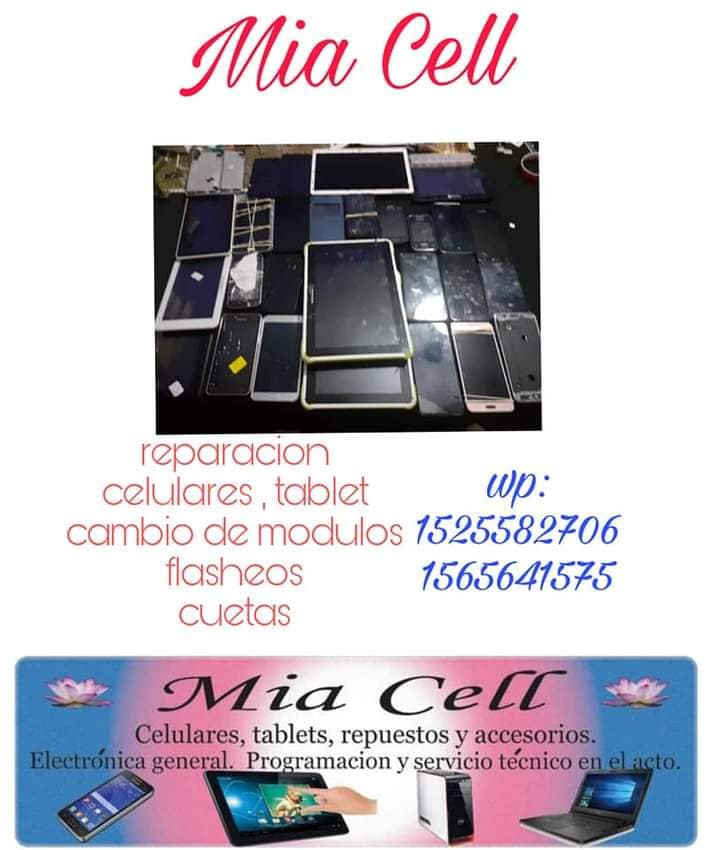 Mia Cell
reparacion
celulares , tablet
cambio de modulos
flasheos
cuetas
wp:
1525582706
1565641575
Mia Cell
Celulares, tablets, repuestos y accesorios.
Electrónica general. Programacion y servicio técnico en el acto.